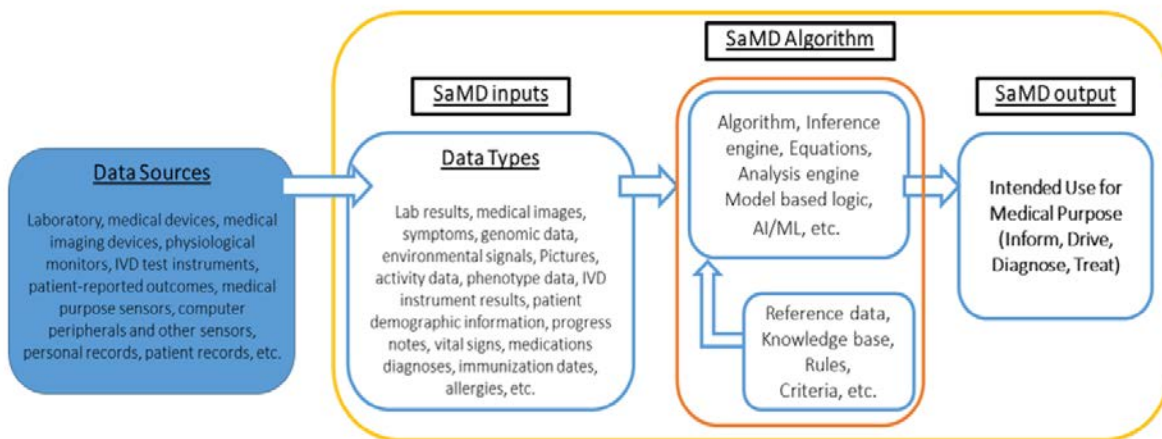 Data Sources
Laboratory, medical devices, medical
imaging devices, physiological
monitors, IVD test instruments,
patient-reported outcomes, medical
purpose sensors, computer
peripherals and other sensors,
personal records, patient records, etc.
SaMD inputs
Data Types
Lab results, medical images,
symptoms, genomic data,
environmental signals, Pictures,
activity data, phenotype data, IVD
instrument results, patient
demographic information, progress
notes, vital signs, medications
diagnoses, immunization dates,
allergies, etc.
SaMD Algorithm
Algorithm, Inference
engine, Equations,
Analysis engine
Model based logic,
AI/ML, etc.
Reference data,
Knowledge base,
Rules,
Criteria, etc.
SaMD output
Intended Use for
Medical Purpose
(Inform, Drive,
Diagnose, Treat)